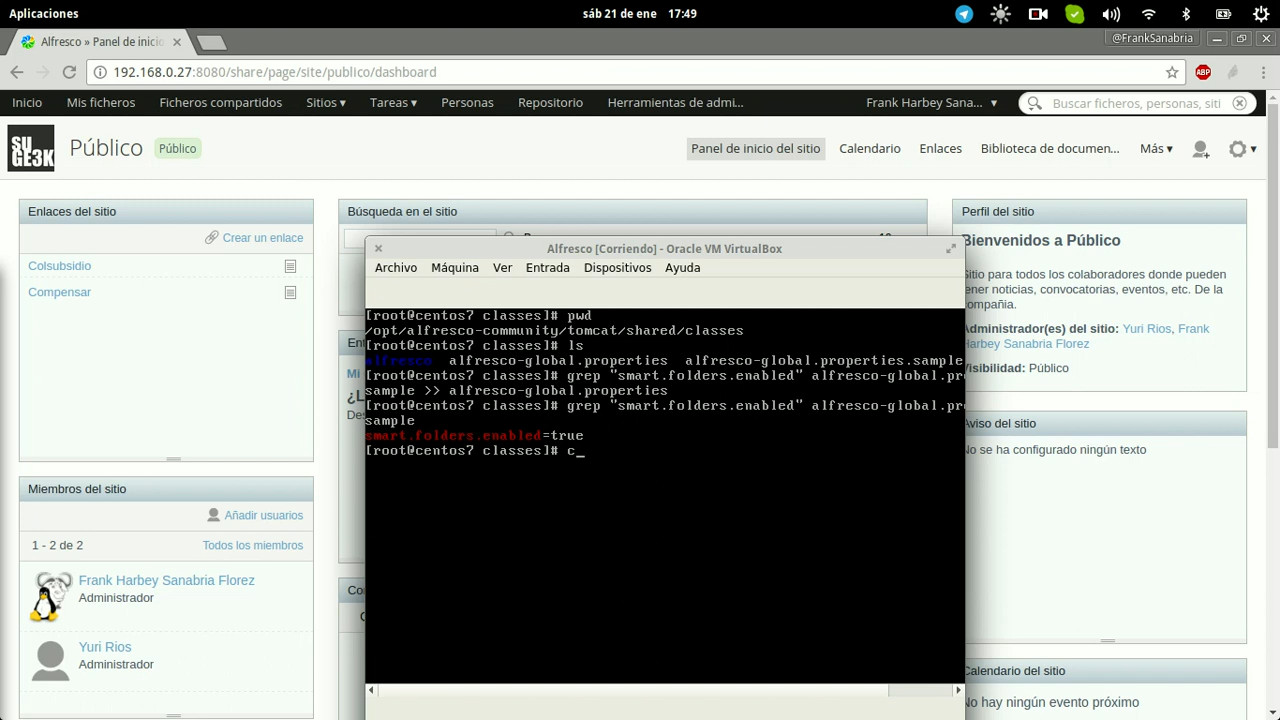 Aplicaciones
sáb 21 de ene 17:49
Alfresco » Panel de inicio
@FrankSanabria
192.168.0.27:8080/share/page/site/publico/dashboard
ABP
Inicio Mis ficheros Ficheros compartidos Sitios Tareas Personas Repositorio Herramientas de admi... Frank Harbey Sana... Buscar ficheros, personas, siti
SU
GE3K
Público Público
Panel de inicio del sitio Calendario Enlaces Biblioteca de documen... Más
Enlaces del sitio
Crear un enlace
Colsubsidio
Compensar
Miembros del sitio
Añadir usuarios
1 - 2 de 2 Todos los miembros
Frank Harbey Sanabria Florez
Administrador
Yuri Rios
Administrador
Búsqueda en el sitio
Alfresco [Corriendo] - Oracle VM VirtualBox
Archivo Máquina Ver Entrada Dispositivos Ayuda
[root@centos7 classes]# pwd
/opt/alfresco-community/tomcat/shared/classes
[root@centos7 classes]# ls
alfresco alfresco-global.properties alfresco-global.properties.sample
[root@centos7 classes]# grep "smart.folders.enabled" alfresco-global.pr
sample >> alfresco-global.properties
[root@centos7 classes]# grep "smart.folders.enabled" alfresco-global.pr
sample
smart.folders.enabled=true
[root@centos7 classes]# c_
Perfil del sitio
Bienvenidos a Público
Sitio para todos los colaboradores donde pueden
tener noticias, convocatorias, eventos, etc. De la
compañia.
Administrador(es) del sitio: Yuri Rios, Frank
Harbey Sanabria Florez
Visibilidad: Público
Aviso del sitio
No se ha configurado ningún texto
Calendario del sitio
No hay ningún evento próximo